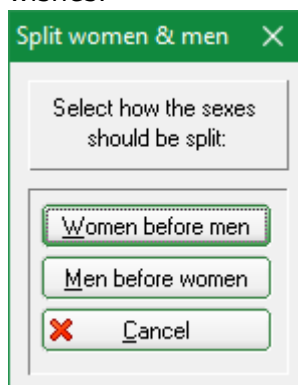 Split women & men
Select how the sexes
should be split:
Women before men
Men before women
Cancel